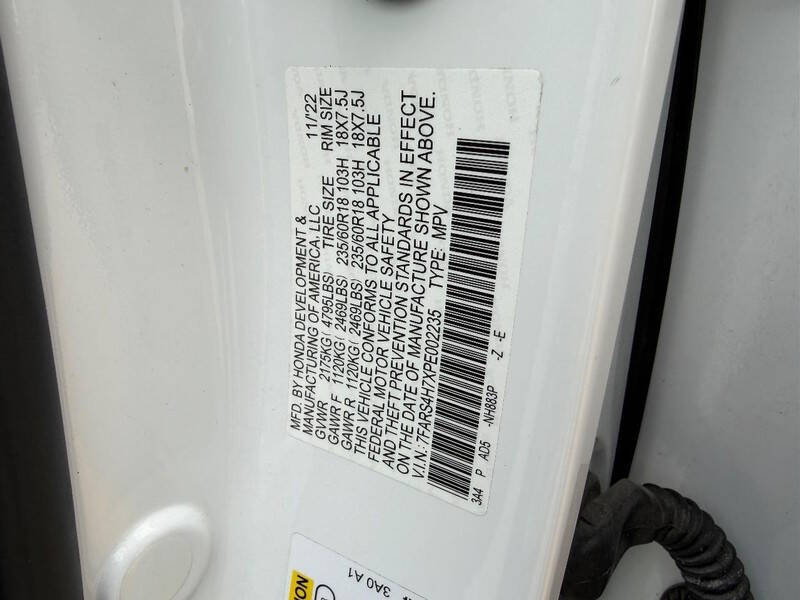 MFD. BY HONDA DEVELOPMENT &
MANUFACTURING OF AMERICA, LLC 11/'22
GVWR 2175KG ( 4795LBS) TIRE SIZE RIM SIZE
GAWR F 1120KG ( 2469LBS) 235/60R18 103H 18X7.5J
GAWR R 1120KG ( 2469LBS) 235/60R18 103H 18X7.5J
THIS VEHICLE CONFORMS TO ALL APPLICABLE
FEDERAL MOTOR VEHICLE SAFETY
AND THEFT PREVENTION STANDARDS IN EFFECT
ON THE DATE OF MANUFACTURE SHOWN ABOVE.
V.I.N.: 7FARS4H7XPE002235 TYPE: MPV
3A4 P AD5 -NH883P -Z -E
3A0 A1